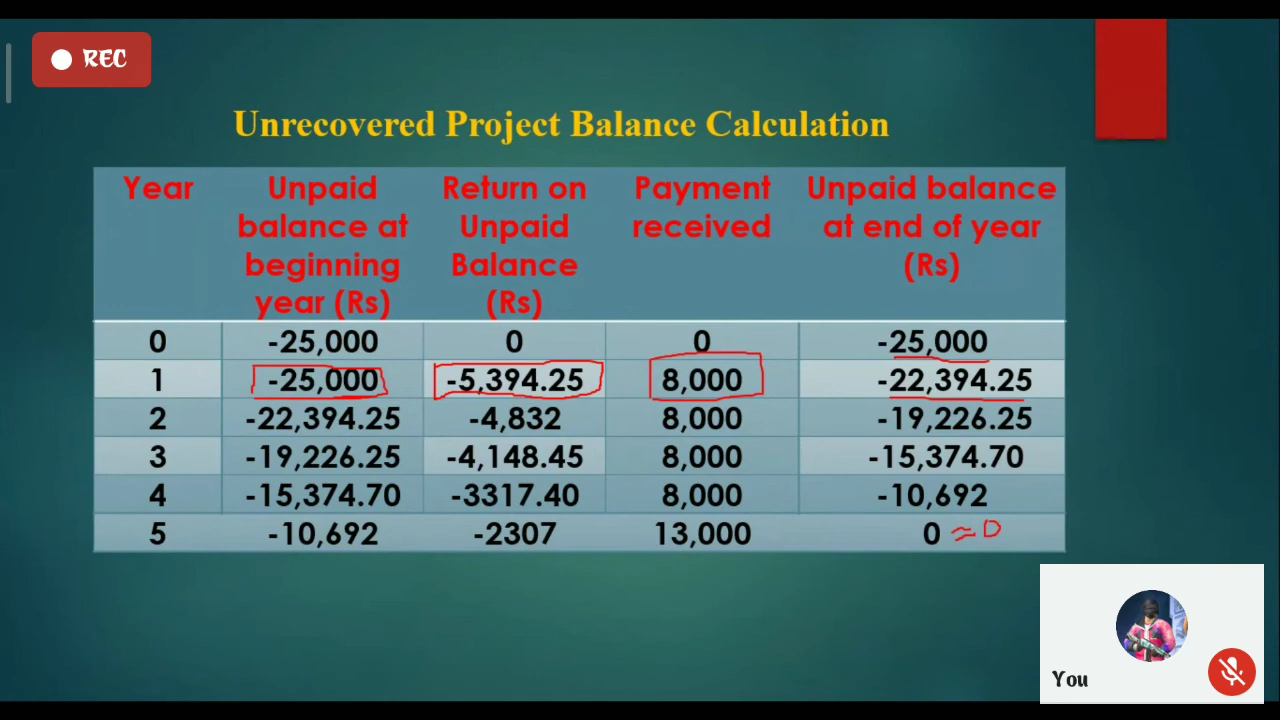 REC
Unrecovered Project Balance Calculation
Year Unpaid balance at beginning year (Rs) Return on Unpaid Balance (Rs) Payment received Unpaid balance at end of year (Rs)
0 -25,000 0 0 -25,000
1 -25,000 -5,394.25 8,000 -22,394.25
2 -22,394.25 -4,832 8,000 -19,226.25
3 -19,226.25 -4,148.45 8,000 -15,374.70
4 -15,374.70 -3317.40 8,000 -10,692
5 -10,692 -2307 13,000 0 ≈ 0
You